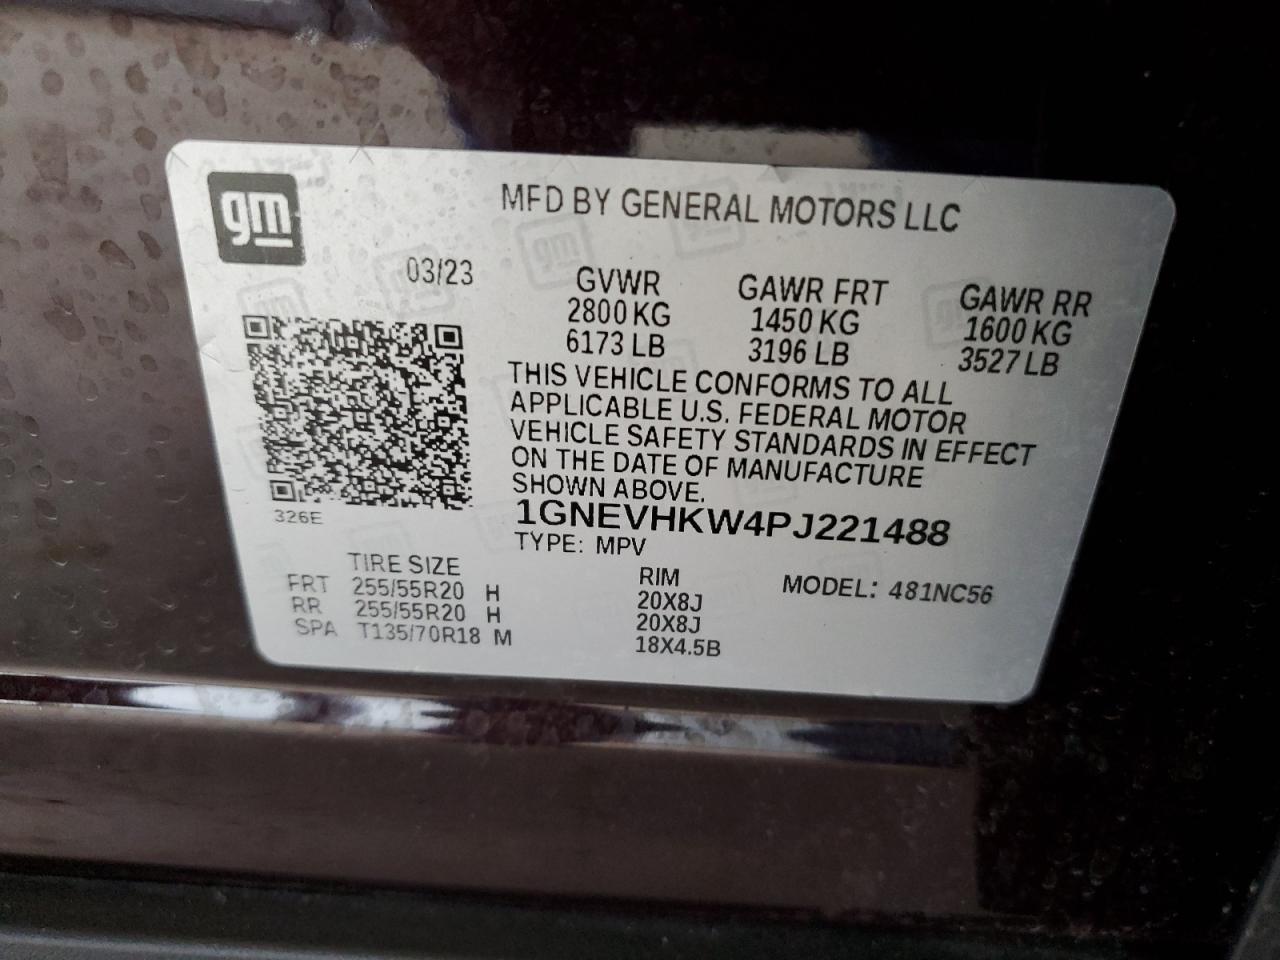 gm
MFD BY GENERAL MOTORS LLC
03/23
GVWR GAWR FRT GAWR RR
2800 KG 1450 KG 1600 KG
6173 LB 3196 LB 3527 LB
THIS VEHICLE CONFORMS TO ALL
APPLICABLE U.S. FEDERAL MOTOR
VEHICLE SAFETY STANDARDS IN EFFECT
ON THE DATE OF MANUFACTURE
SHOWN ABOVE.
326E
1GNEVHKW4PJ221488
TYPE: MPV
TIRE SIZE RIM MODEL: 481NC56
FRT 255/55R20 H 20X8J
RR 255/55R20 H 20X8J
SPA T135/70R18 M 18X4.5B